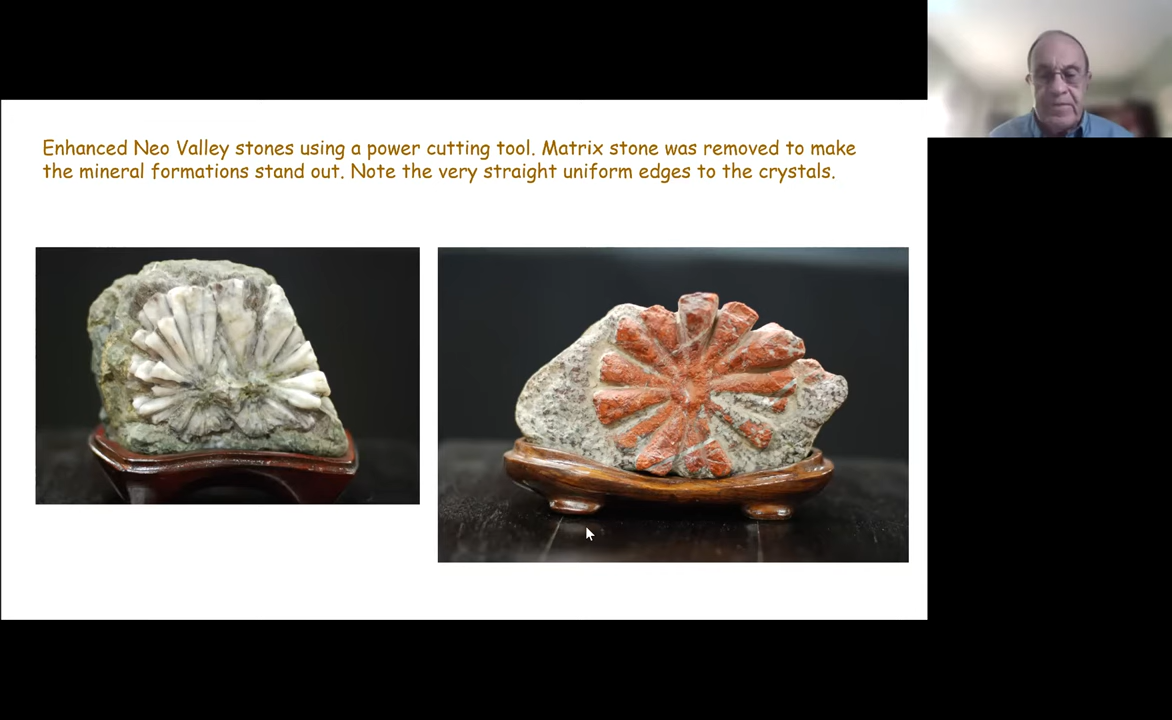 Enhanced Neo Valley stones using a power cutting tool. Matrix stone was removed to make
the mineral formations stand out. Note the very straight uniform edges to the crystals.